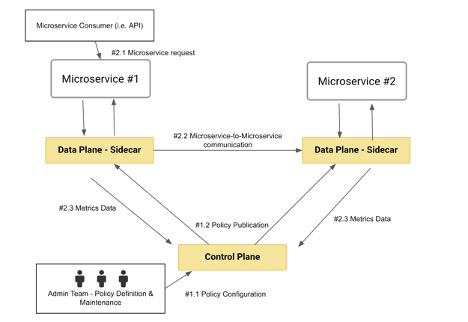 Microservice Consumer (i.e. API)
#2.1 Microservice request
Microservice #1
Microservice #2
Data Plane - Sidecar
#2.2 Microservice-to-Microservice
communication
Data Plane - Sidecar
#2.3 Metrics Data
#1.2 Policy Publication
#2.3 Metrics Data
Control Plane
Admin Team - Policy Definition &
Maintenance
#1.1 Policy Configuration